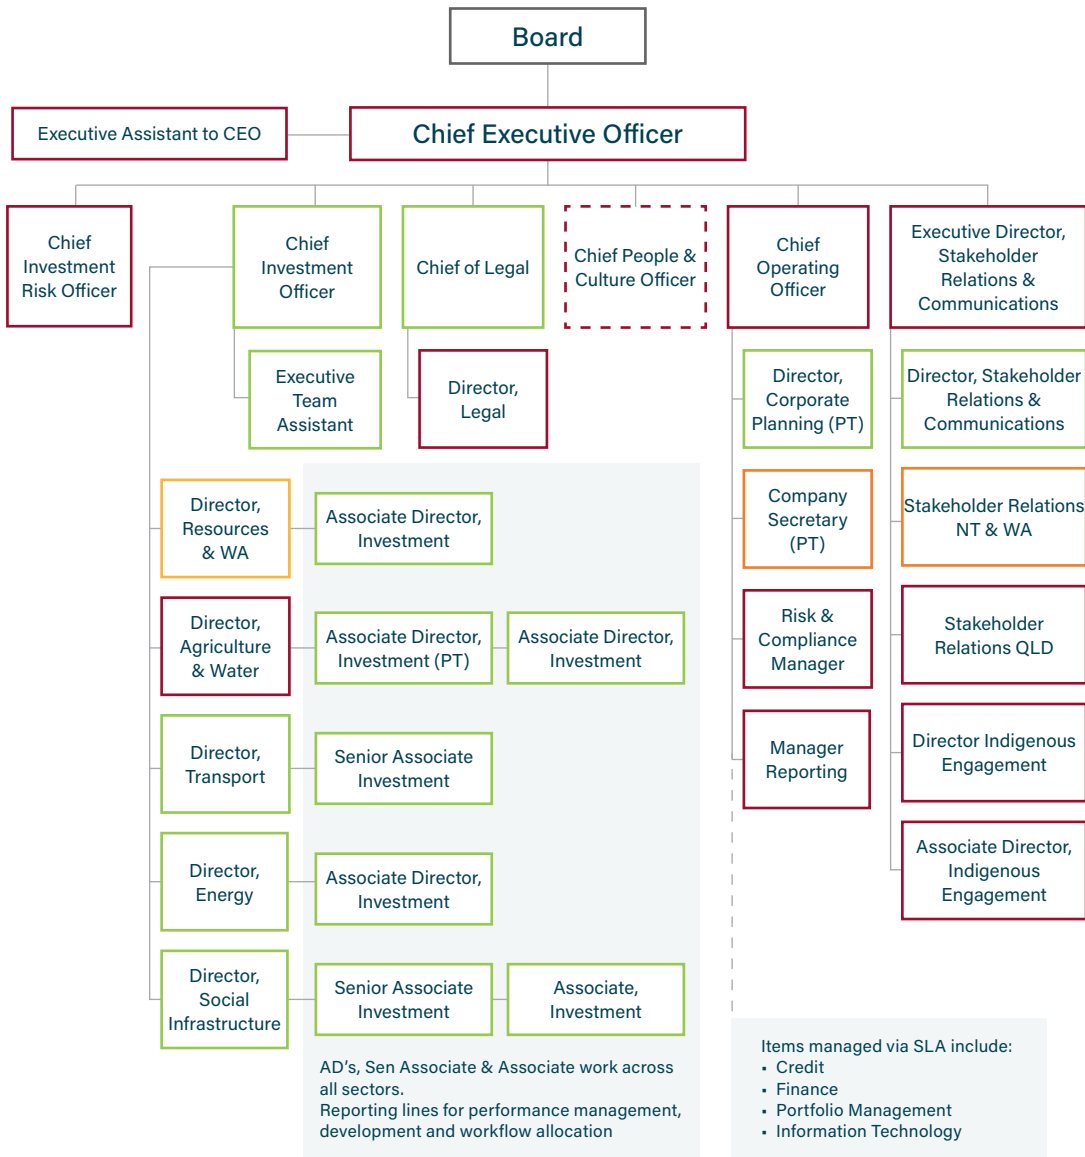 Board
Executive Assistant to CEO
Chief Executive Officer
Chief
Investment
Risk Officer
Chief
Investment
Officer
Chief of Legal
Chief People &
Culture Officer
Chief
Operating
Officer
Executive Director,
Stakeholder
Relations &
Communications
Executive
Team
Assistant
Director,
Legal
Director,
Corporate
Planning (PT)
Director, Stakeholder
Relations &
Communications
Director,
Resources
& WA
Associate Director,
Investment
Company
Secretary
(PT)
Stakeholder Relations
NT & WA
Director,
Agriculture
& Water
Associate Director,
Investment (PT)
Associate Director,
Investment
Risk &
Compliance
Manager
Stakeholder
Relations QLD
Director,
Transport
Senior Associate
Investment
Manager
Reporting
Director Indigenous
Engagement
Director,
Energy
Associate Director,
Investment
Associate Director,
Indigenous
Engagement
Director,
Social
Infrastructure
Senior Associate
Investment
Associate,
Investment
AD's, Sen Associate & Associate work across
all sectors.
Reporting lines for performance management,
development and workflow allocation
Items managed via SLA include:
▪ Credit
▪ Finance
▪ Portfolio Management
▪ Information Technology